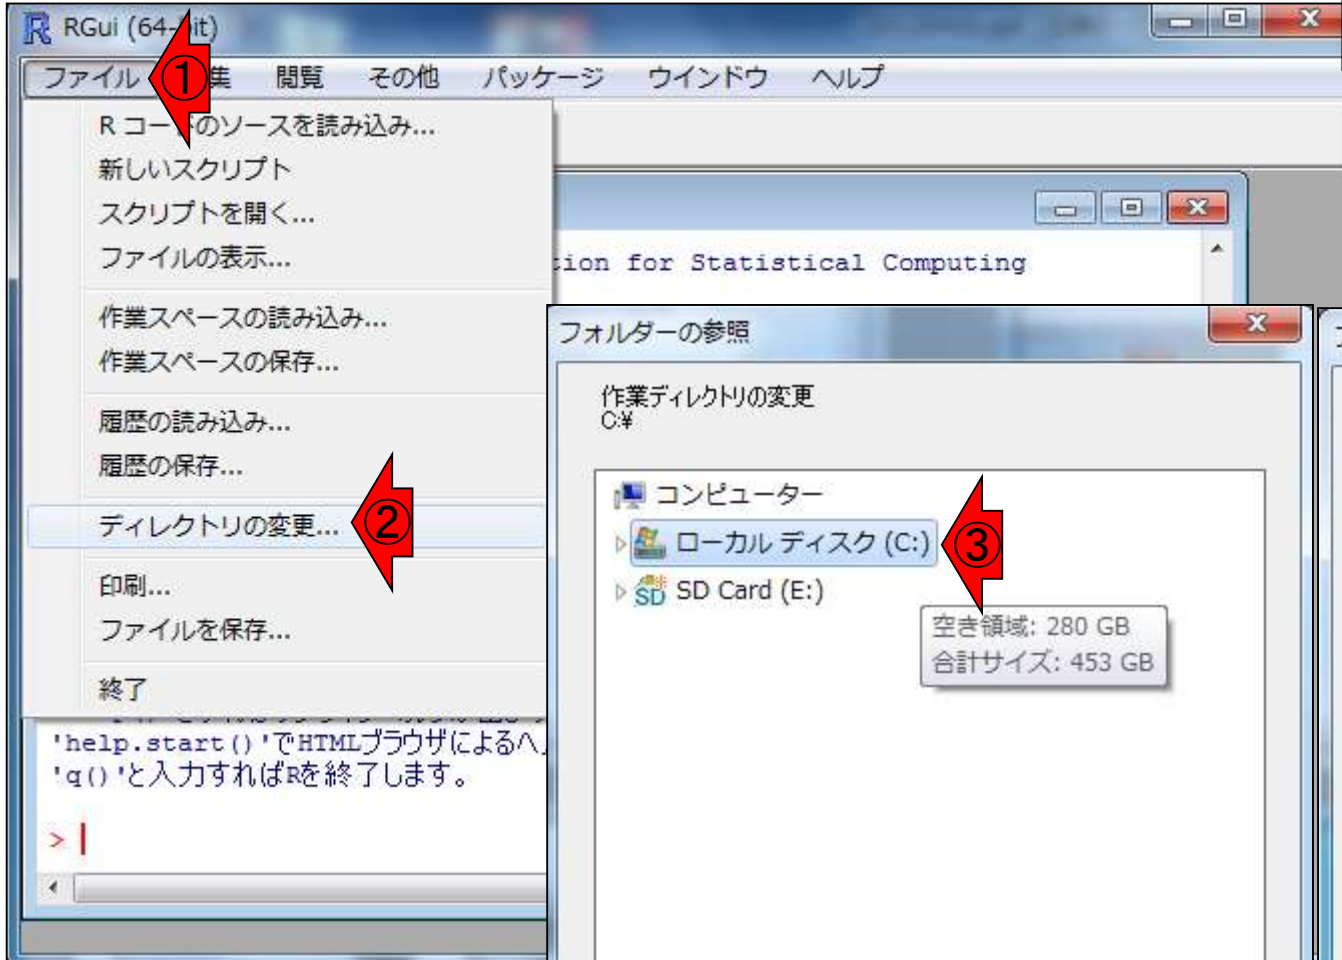 RGui (64-bit)
ファイル ① 集 閲覧 その他 パッケージ ウインドウ ヘルプ
R コードのソースを読み込み...
新しいスクリプト
スクリプトを開く...
ファイルの表示...
作業スペースの読み込み...
作業スペースの保存...
履歴の読み込み...
履歴の保存...
ディレクトリの変更... ②
印刷...
ファイルを保存...
終了
tion for Statistical Computing
'help.start()'でHTMLブラウザによるヘ
'q()'と入力すればRを終了します。
>
フォルダーの参照
作業ディレクトリの変更
C:¥
コンピューター
ローカル ディスク (C:) ③
SD SD Card (E:)
空き領域: 280 GB
合計サイズ: 453 GB